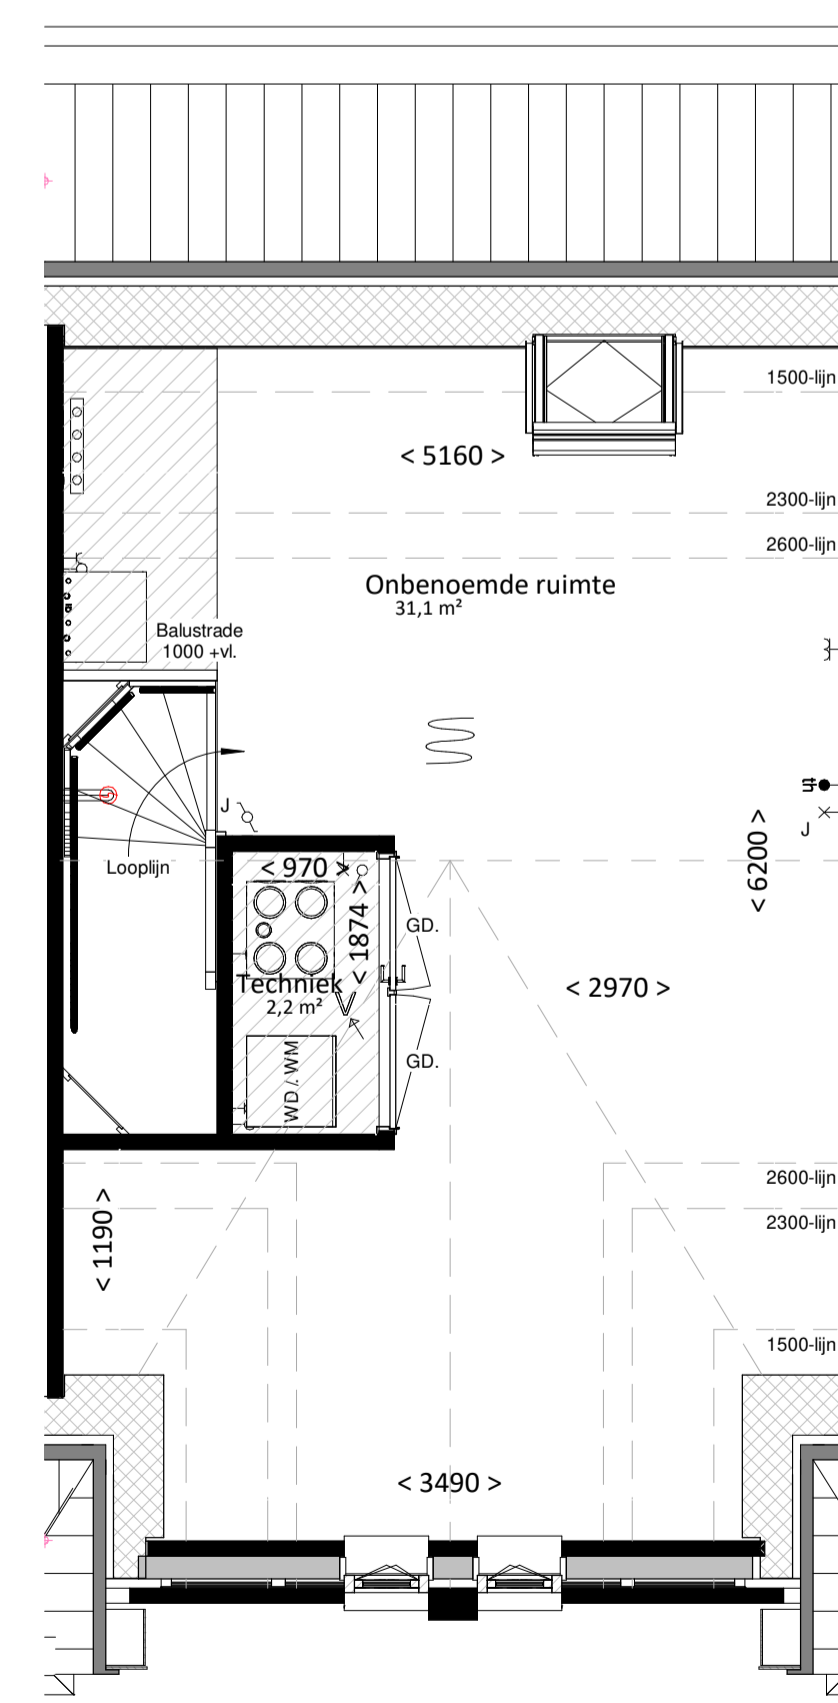 1500-lijn
< 5160 >
2300-lijn
2600-lijn
Onbenoemde ruimte
31,1 m²
Balustrade
1000 +vl.
th
J
J
Looplijn
< 970 >
< 6200 >
< 1874 >
GD.
Techniek
2,2 m²
< 2970 >
WD / WM
GD.
2600-lijn
< 1190 >
2300-lijn
1500-lijn
< 3490 >